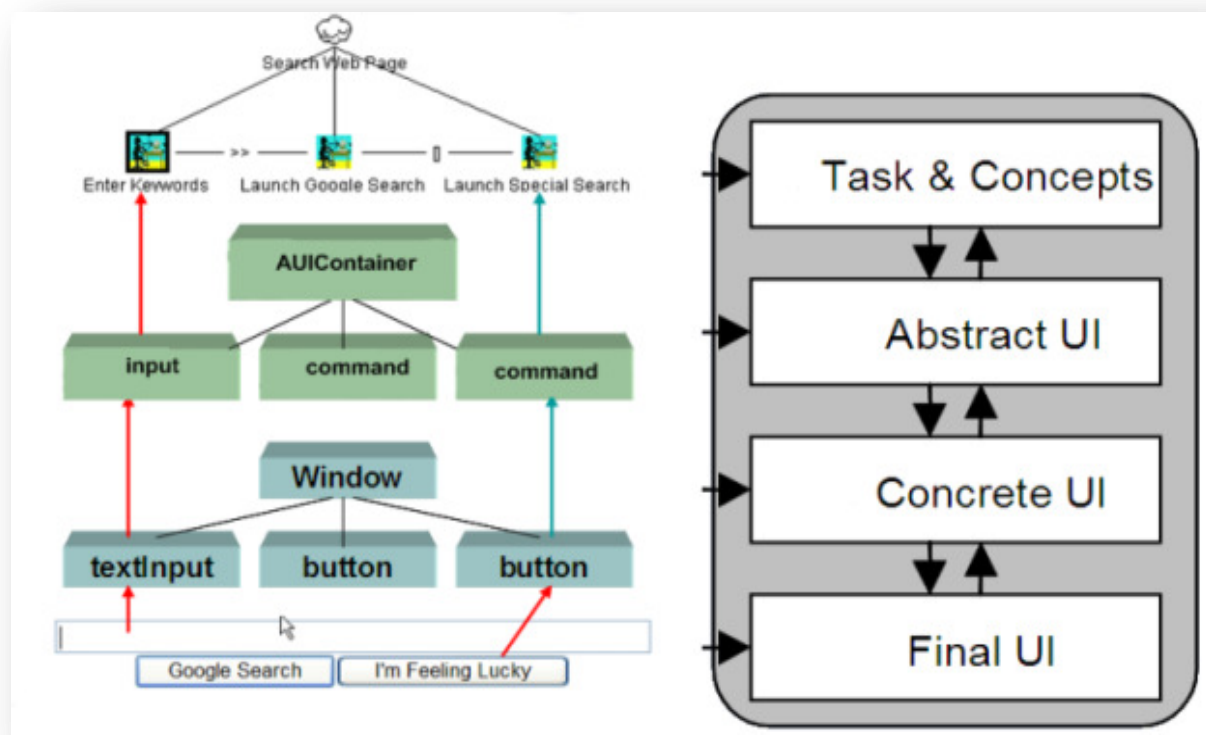 Search Web Page
>>
[]
Enter Keywords
Launch Google Search
Launch Special Search
AUIContainer
input
command
command
Window
textInput
button
button
Google Search
I'm Feeling Lucky
Task & Concepts
Abstract UI
Concrete UI
Final UI